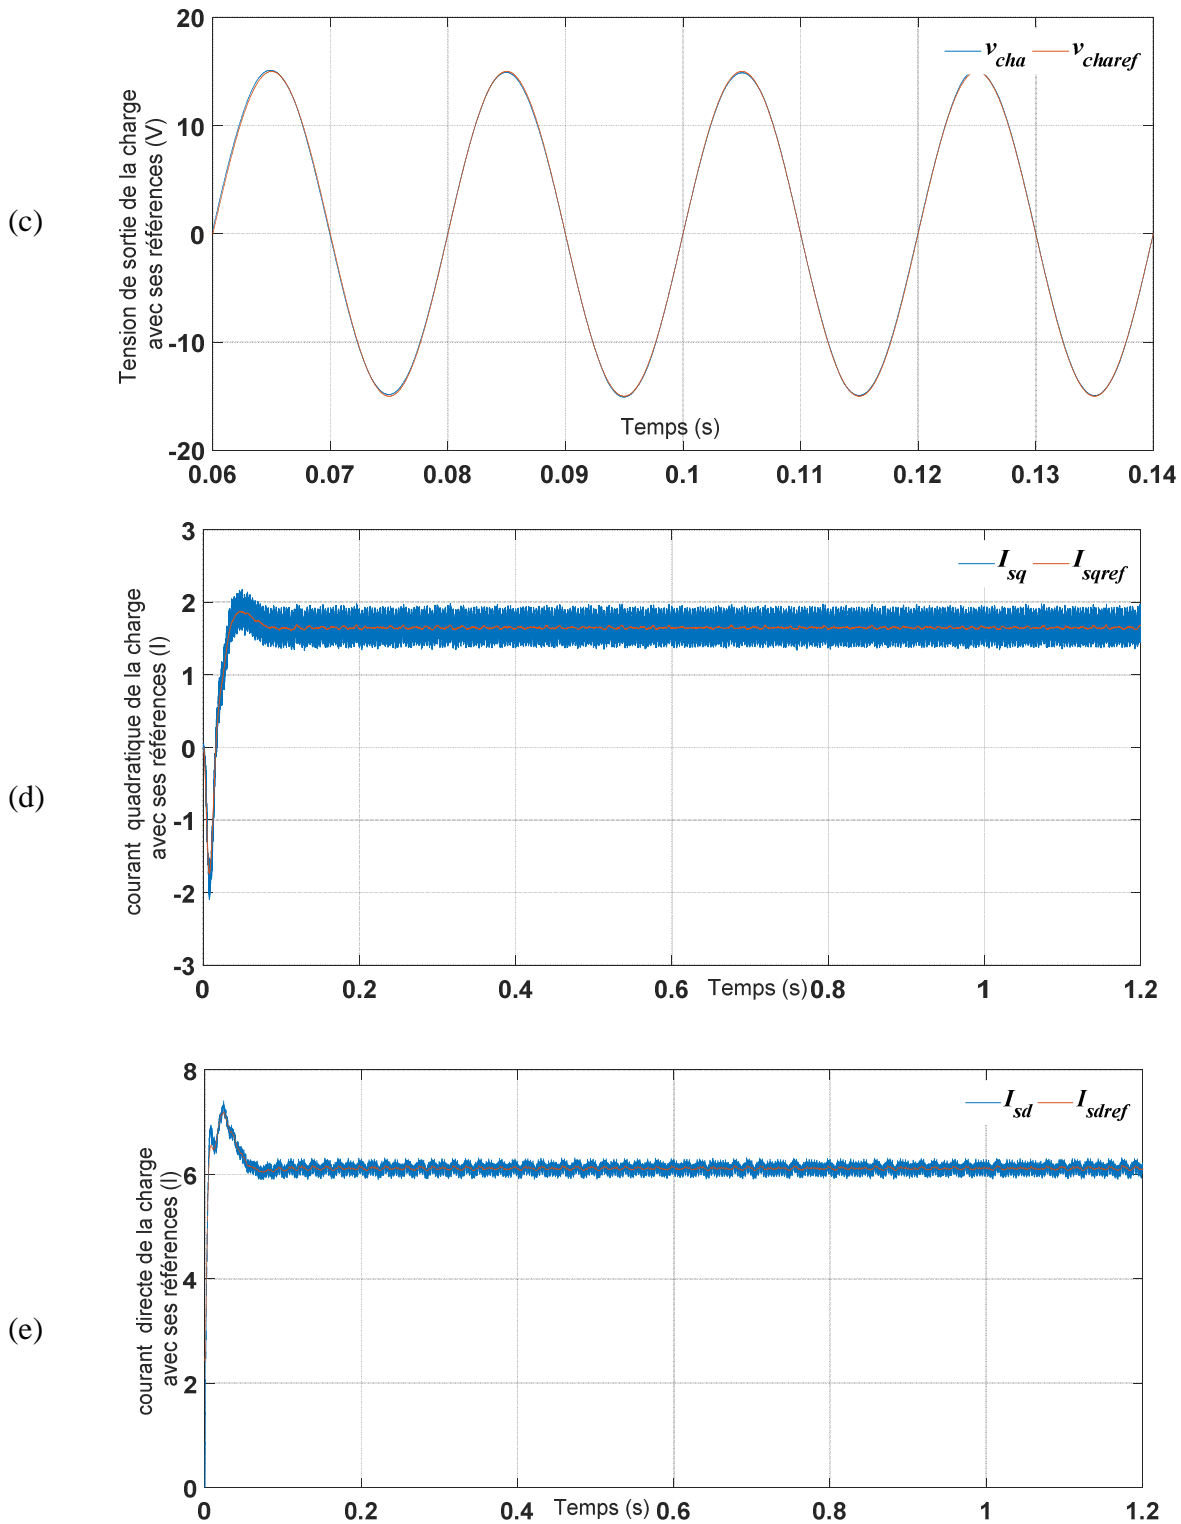 (c)
Tension de sortie de la charge
avec ses références (V)
20
10
0
-10
-20
v_cha v_charef
Temps (s)
0.06 0.07 0.08 0.09 0.1 0.11 0.12 0.13 0.14
(d)
courant quadratique de la charge
avec ses références (I)
3
2
1
0
-1
-2
-3
I_sq I_sqref
0 0.2 0.4 0.6 Temps (s) 0.8 1 1.2
(e)
courant directe de la charge
avec ses références (I)
8
6
4
2
0
I_sd I_sdref
0 0.2 0.4 Temps (s) 0.6 0.8 1 1.2